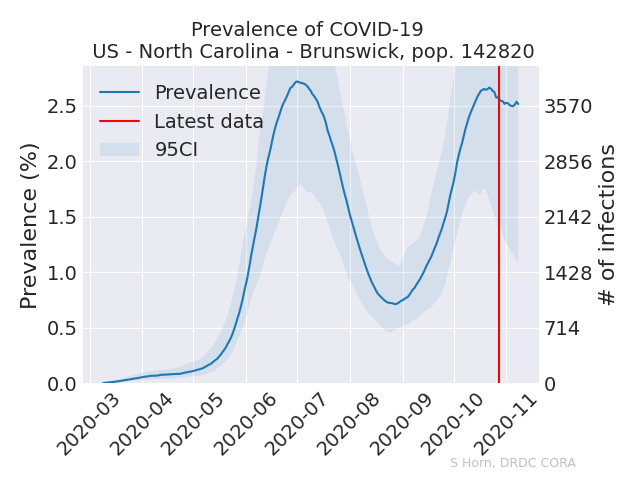 Prevalence of COVID-19
US - North Carolina - Brunswick, pop. 142820
Prevalence
Latest data
95CI
Prevalence (%)
2.5
2.0
1.5
1.0
0.5
0.0
3570
2856
2142
1428
714
0
# of infections
2020-03
2020-04
2020-05
2020-06
2020-07
2020-08
2020-09
2020-10
2020-11
S Horn, DRDC CORA